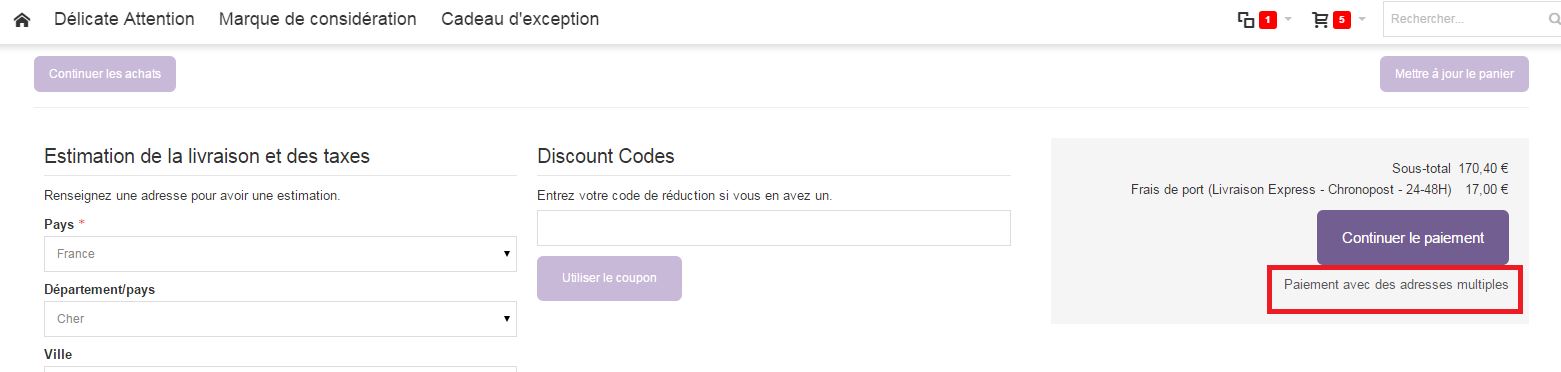 Délicate Attention Marque de considération Cadeau d'exception 1 5 Rechercher...
Continuer les achats Mettre à jour le panier
Estimation de la livraison et des taxes
Renseignez une adresse pour avoir une estimation.
Pays *
France
Département/pays
Cher
Ville
Discount Codes
Entrez votre code de réduction si vous en avez un.
Utiliser le coupon
Sous-total 170,40 €
Frais de port (Livraison Express - Chronopost - 24-48H) 17,00 €
Continuer le paiement
Paiement avec des adresses multiples